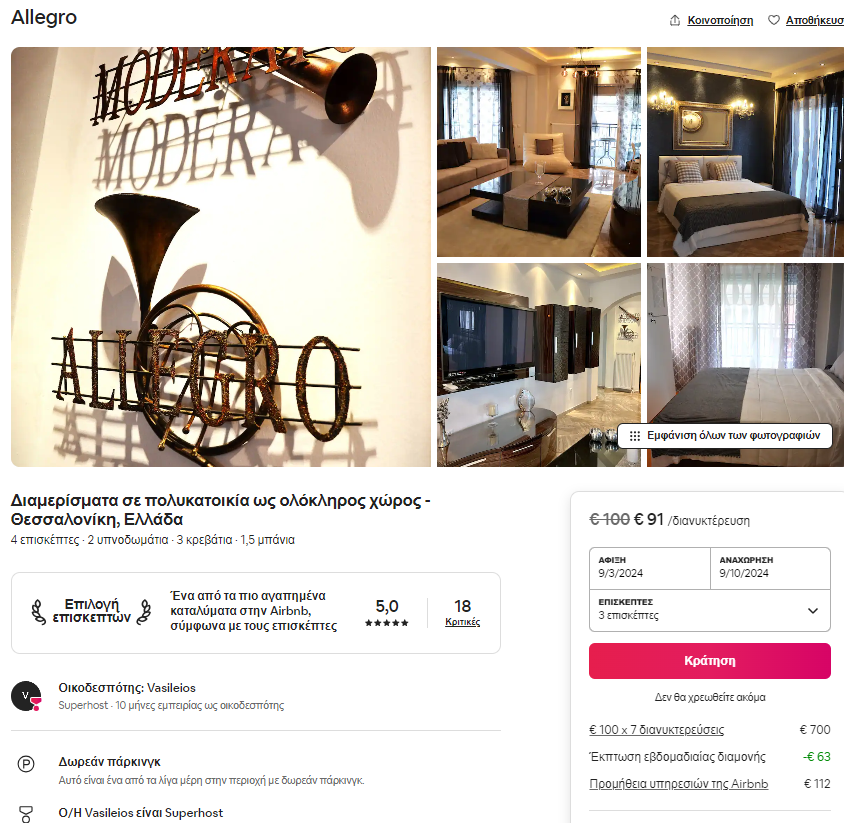 Allegro
Κοινοποίηση
Αποθήκευσ
MODERA
MODERA
ALLEGRO
Εμφάνιση όλων των φωτογραφιών
Διαμερίσματα σε πολυκατοικία ως ολόκληρος χώρος -
Θεσσαλονίκη, Ελλάδα
4 επισκέπτες · 2 υπνοδωμάτια · 3 κρεβάτια · 1,5 μπάνια
Επιλογή
επισκεπτών
Ένα από τα πιο αγαπημένα
καταλύματα στην Airbnb,
σύμφωνα με τους επισκέπτες
5,0
18
Κριτικές
V
Οικοδεσπότης: Vasileios
Superhost · 10 μήνες εμπειρίας ως οικοδεσπότης
P
Δωρεάν πάρκινγκ
Αυτό είναι ένα από τα λίγα μέρη στην περιοχή με δωρεάν πάρκινγκ.
Ο/Η Vasileios είναι Superhost
€ 100 € 91 /διανυκτέρευση
ΑΦΙΞΗ
9/3/2024
ΑΝΑΧΩΡΗΣΗ
9/10/2024
ΕΠΙΣΚΕΠΤΕΣ
3 επισκέπτες
Κράτηση
Δεν θα χρεωθείτε ακόμα
€ 100 x 7 διανυκτερεύσεις € 700
Έκπτωση εβδομαδιαίας διαμονής -€ 63
Προμήθεια υπηρεσιών της Airbnb € 112